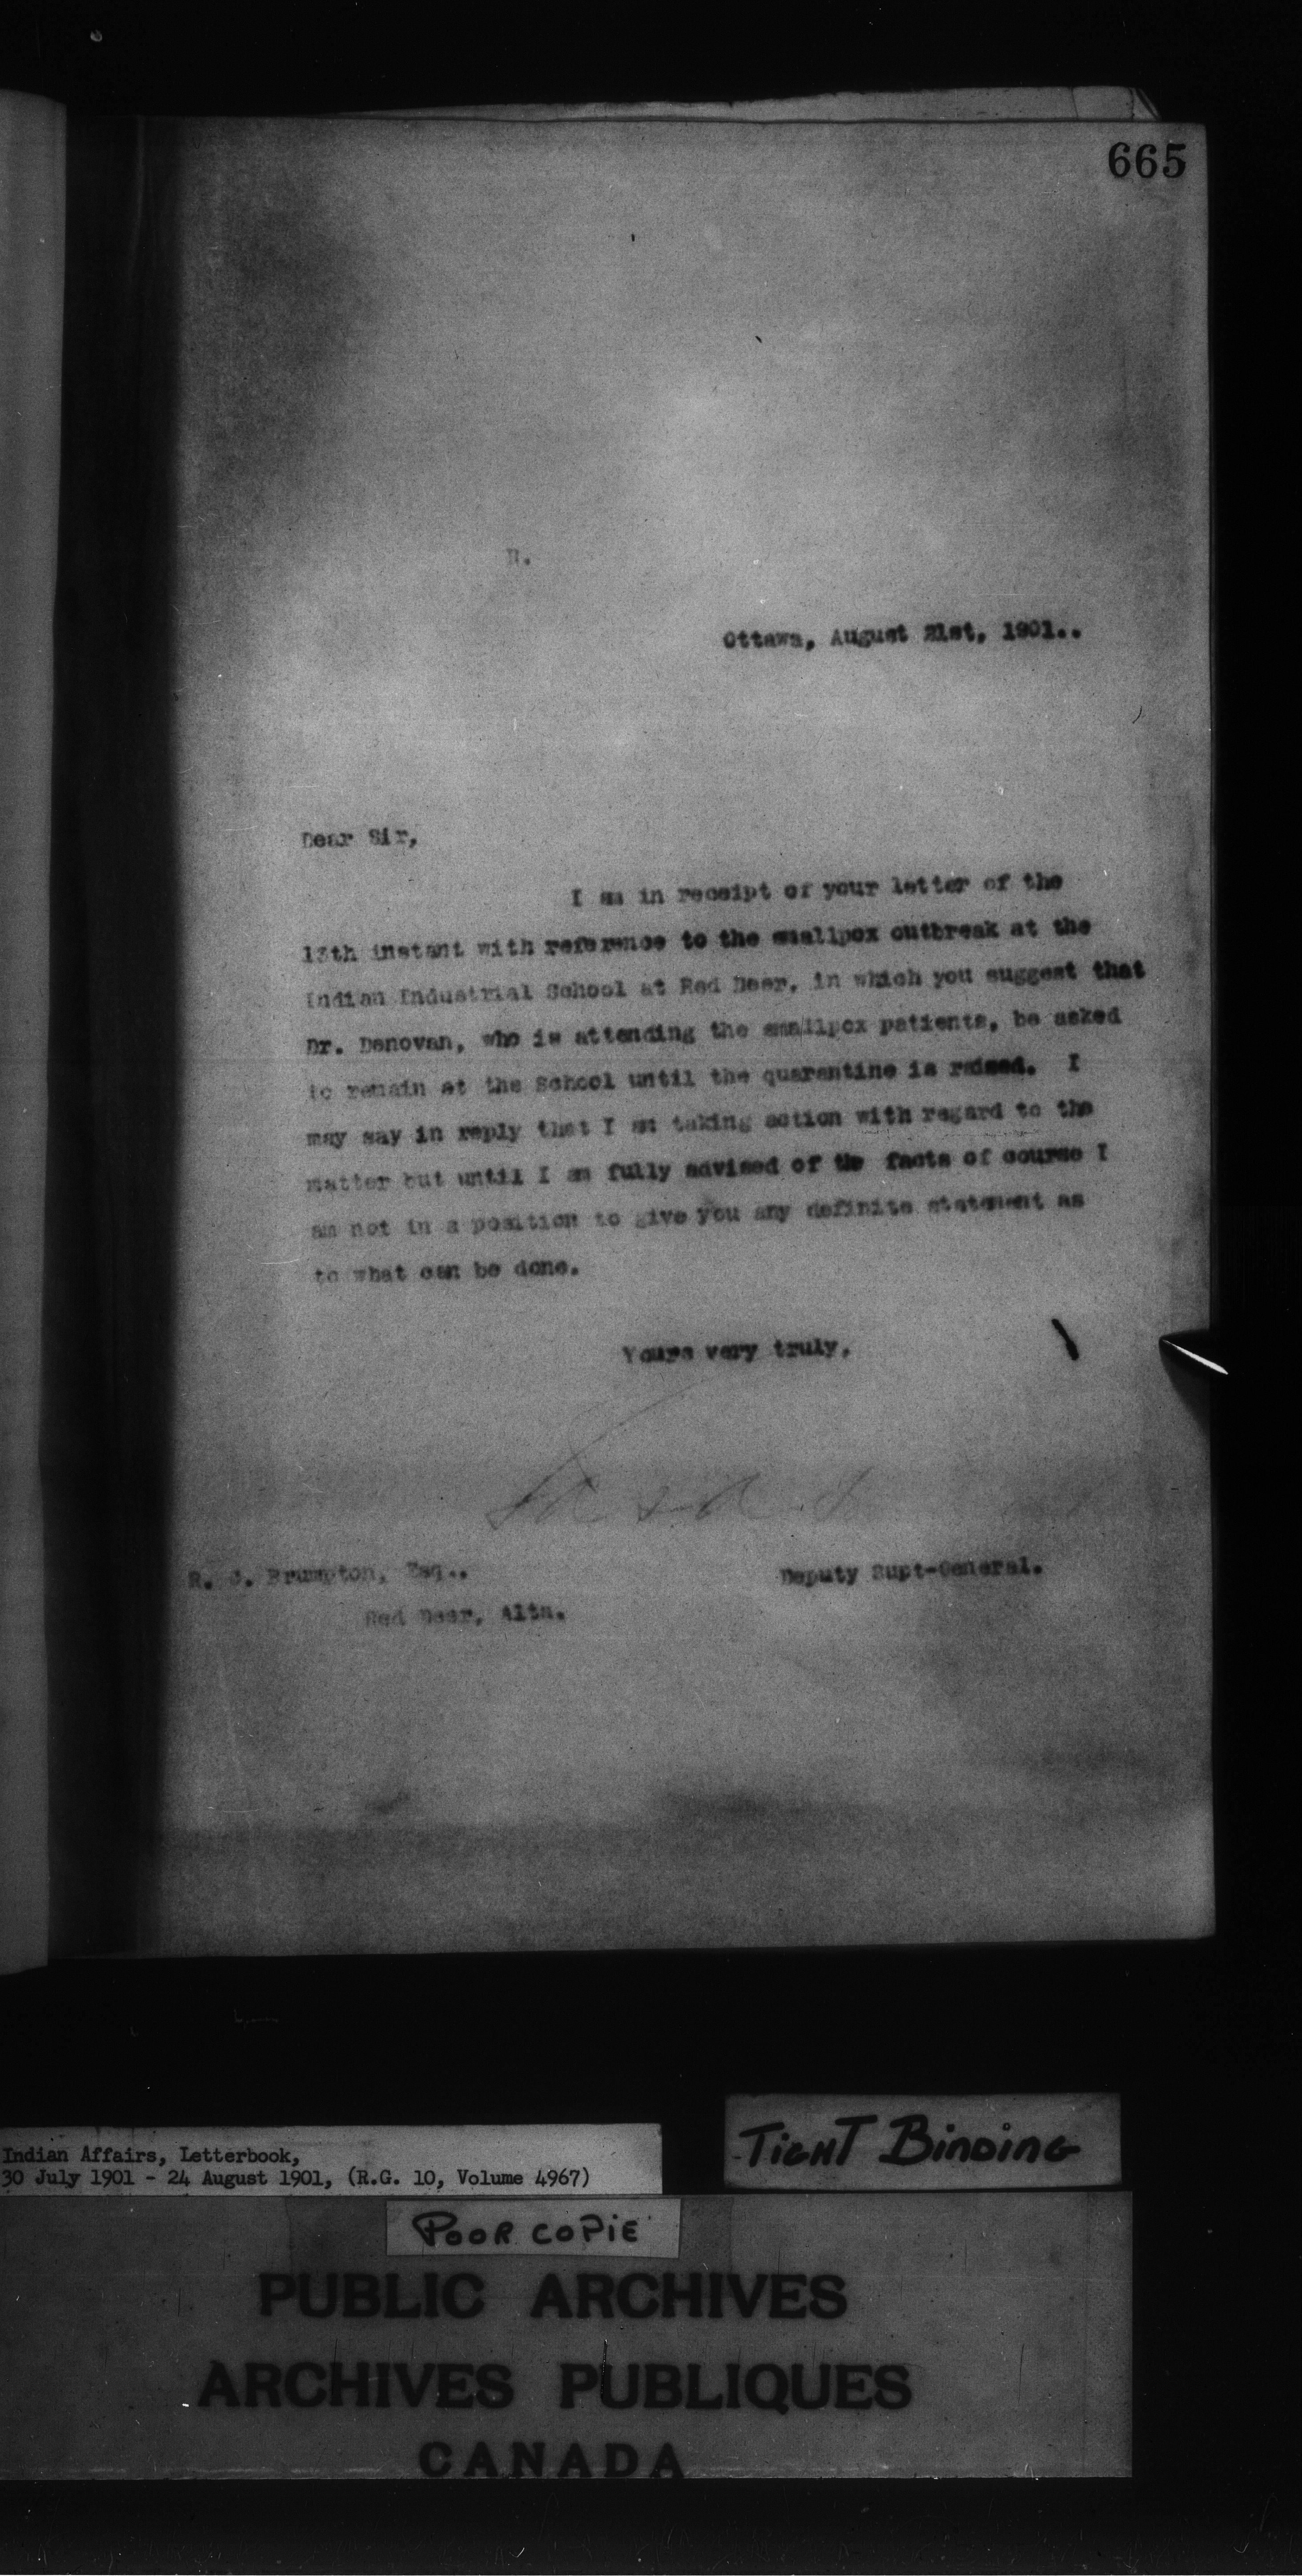 665
H.
Ottawa, August 21st, 1901..
Dear Sir,
I am in receipt of your letter of the
13th instant with reference to the smallpox outbreak at the
Indian Industrial School at Red Deer, in which you suggest that
Dr. Denovan, who is attending the smallpox patients, be asked
to remain at the School until the quarantine is raised. I
may say in reply that I am taking action with regard to the
matter but until I am fully advised of the facts of course I
am not in a position to give you any definite statement as
to what can be done.
Yours very truly,
R. C. Brumpton, Esq..
Deputy Supt-General.
Red Deer, Alta.
Indian Affairs, Letterbook,
30 July 1901 - 24 August 1901, (R.G. 10, Volume 4967)
TIGHT BINDING
POOR COPIE
PUBLIC ARCHIVES
ARCHIVES PUBLIQUES
CANADA